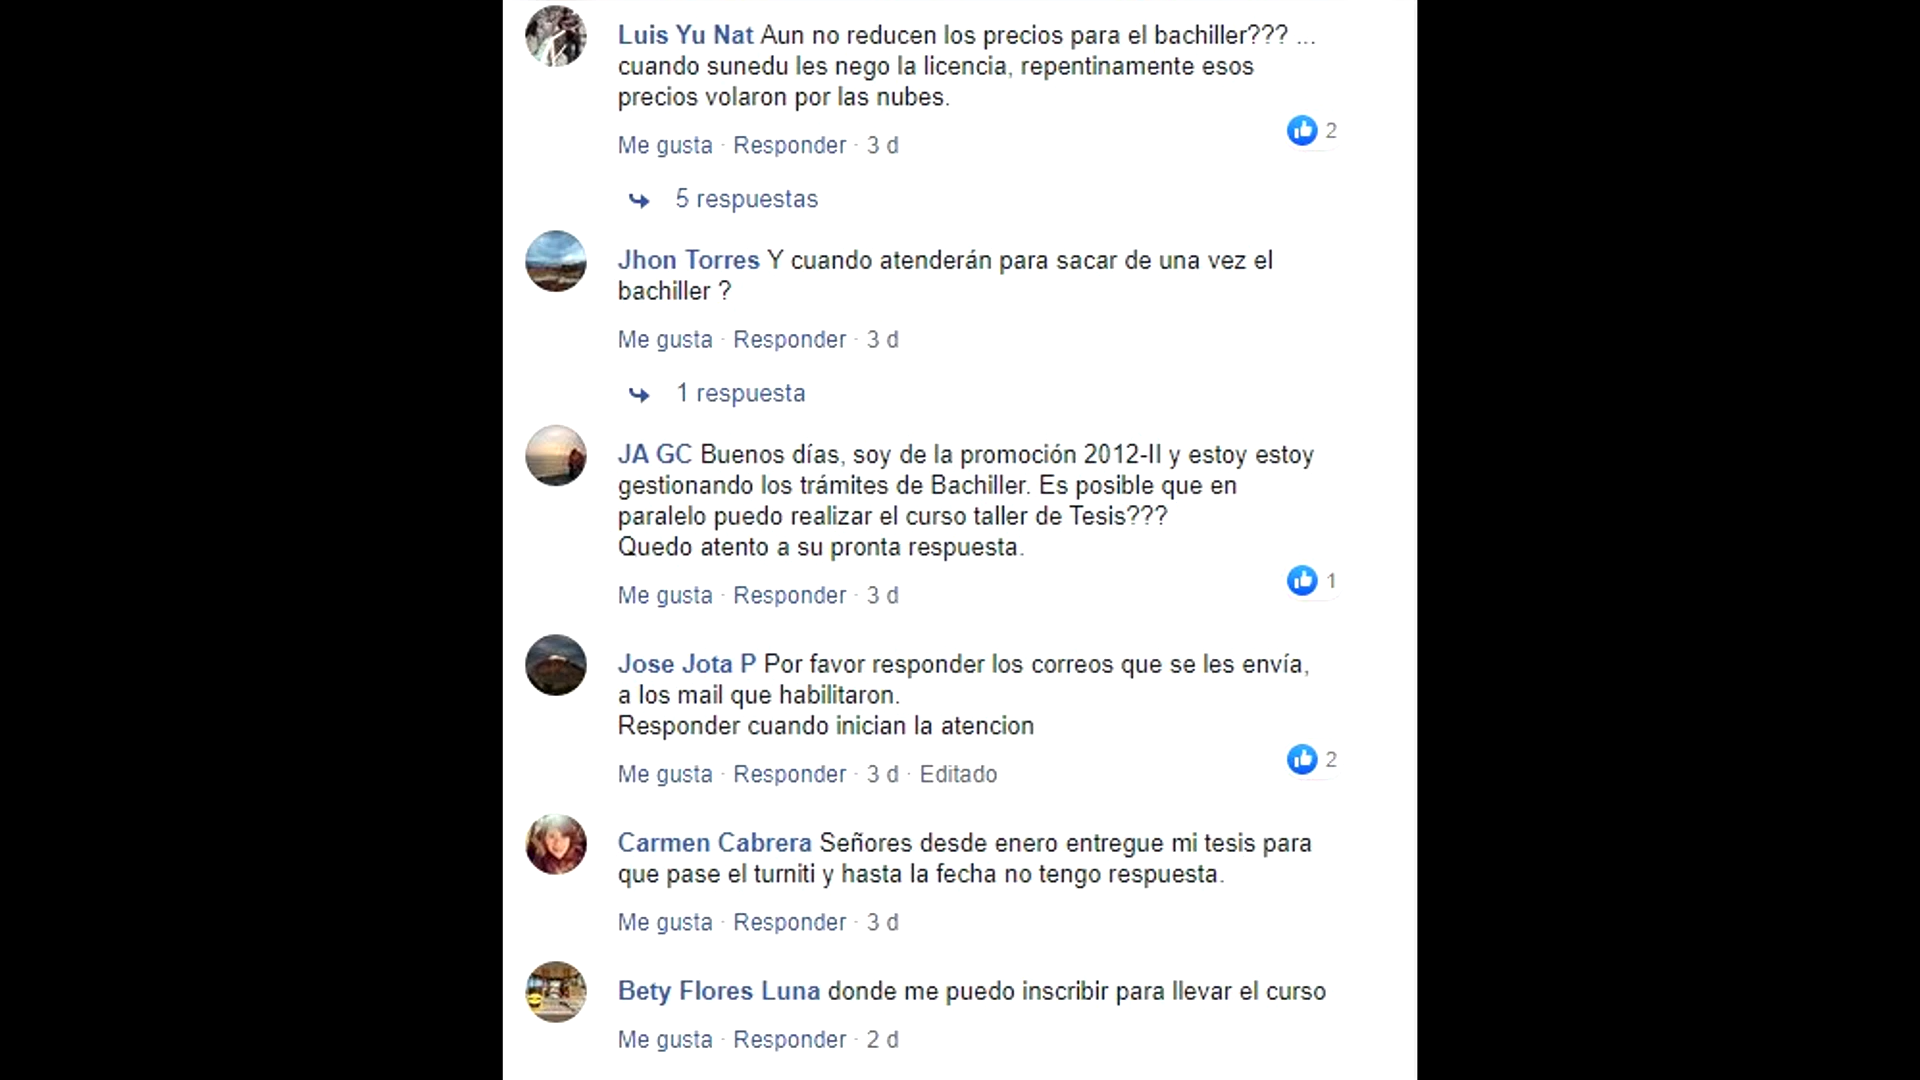 Luis Yu Nat Aun no reducen los precios para el bachiller??? ...
cuando sunedu les nego la licencia, repentinamente esos
precios volaron por las nubes.
2
Me gusta · Responder · 3 d
5 respuestas
Jhon Torres Y cuando atenderán para sacar de una vez el
bachiller ?
Me gusta · Responder · 3 d
1 respuesta
JA GC Buenos días, soy de la promoción 2012-II y estoy estoy
gestionando los trámites de Bachiller. Es posible que en
paralelo puedo realizar el curso taller de Tesis???
Quedo atento a su pronta respuesta.
1
Me gusta · Responder · 3 d
Jose Jota P Por favor responder los correos que se les envía,
a los mail que habilitaron.
Responder cuando inician la atencion
2
Me gusta · Responder · 3 d · Editado
Carmen Cabrera Señores desde enero entregue mi tesis para
que pase el turniti y hasta la fecha no tengo respuesta.
Me gusta · Responder · 3 d
Bety Flores Luna donde me puedo inscribir para llevar el curso
Me gusta · Responder · 2 d